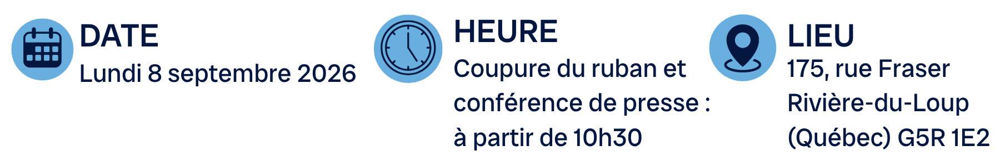 DATE
Lundi 8 septembre 2026
HEURE
Coupure du ruban et
conférence de presse :
à partir de 10h30
LIEU
175, rue Fraser
Rivière-du-Loup
(Québec) G5R 1E2